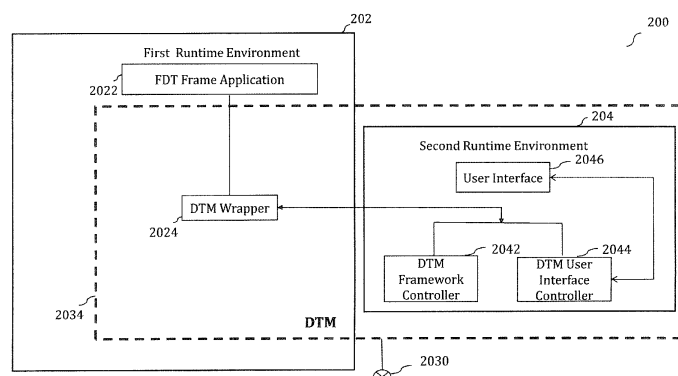 202
200
First Runtime Environment
FDT Frame Application
2022
204
Second Runtime Environment
2046
User Interface
DTM Wrapper
2024
2042
2044
DTM
Framework
Controller
DTM User
Interface
Controller
2034
DTM
2030